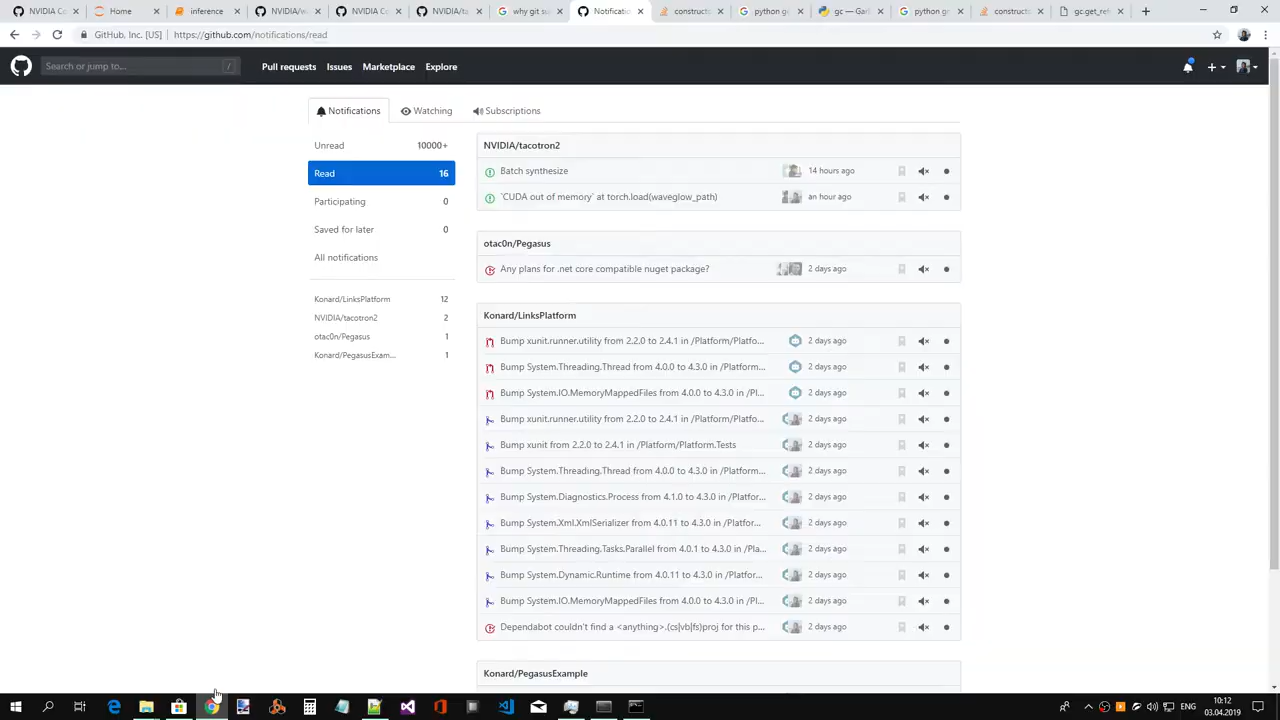 NVIDIA Co
Home
inference
NVIDIA/w
NVIDIA Co
NVIDIA/ta
why git su
Notificatio
constructo
python ge
gc — Garl
python ge
constructo
gc.get_refe
GitHub, Inc. [US] | https://github.com/notifications/read
Search or jump to... /
Pull requests Issues Marketplace Explore
Notifications Watching Subscriptions
Unread 10000+
Read 16
Participating 0
Saved for later 0
All notifications
Konard/LinksPlatform 12
NVIDIA/tacotron2 2
otac0n/Pegasus 1
Konard/PegasusExam... 1
NVIDIA/tacotron2
Batch synthesize 14 hours ago
`CUDA out of memory` at torch.load(waveglow_path) an hour ago
otac0n/Pegasus
Any plans for .net core compatible nuget package? 2 days ago
Konard/LinksPlatform
Bump xunit.runner.utility from 2.2.0 to 2.4.1 in /Platform/Platfo... 2 days ago
Bump System.Threading.Thread from 4.0.0 to 4.3.0 in /Platform... 2 days ago
Bump System.IO.MemoryMappedFiles from 4.0.0 to 4.3.0 in /Pl... 2 days ago
Bump xunit.runner.utility from 2.2.0 to 2.4.1 in /Platform/Platfo... 2 days ago
Bump xunit from 2.2.0 to 2.4.1 in /Platform/Platform.Tests 2 days ago
Bump System.Threading.Thread from 4.0.0 to 4.3.0 in /Platform... 2 days ago
Bump System.Diagnostics.Process from 4.1.0 to 4.3.0 in /Platfor... 2 days ago
Bump System.Xml.XmlSerializer from 4.0.11 to 4.3.0 in /Platfor... 2 days ago
Bump System.Threading.Tasks.Parallel from 4.0.1 to 4.3.0 in /Pla... 2 days ago
Bump System.Dynamic.Runtime from 4.0.11 to 4.3.0 in /Platfor... 2 days ago
Bump System.IO.MemoryMappedFiles from 4.0.0 to 4.3.0 in /Pl... 2 days ago
Dependabot couldn't find a <anything>.(cs|vb|fs)proj for this p... 2 days ago
Konard/PegasusExample
ENG
10:12
03.04.2019